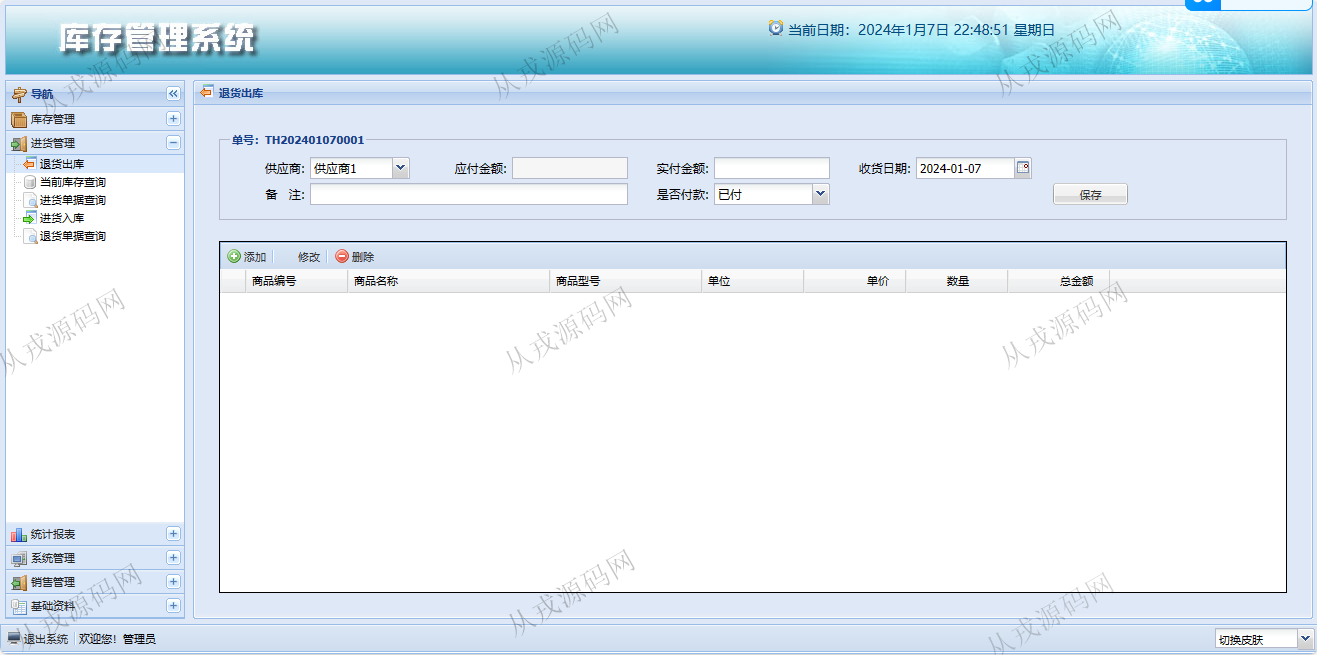 库存管理系统
当前日期： 2024年1月7日 22:48:51 星期日
导航
库存管理
进货管理
退货出库
当前库存查询
进货单据查询
进货入库
退货单据查询
统计报表
系统管理
销售管理
基础资料
退货出库
单号：TH202401070001
供应商: 供应商1 应付金额: 实付金额: 收货日期: 2024-01-07
备 注: 是否付款: 已付 保存
添加 修改 删除
商品编号 商品名称 商品型号 单位 单价 数量 总金额
退出系统 欢迎您！管理员 切换皮肤
从戎源码网
从戎源码网
从戎源码网
从戎源码网
从戎源码网
从戎源码网
从戎源码网
从戎源码网
从戎源码网